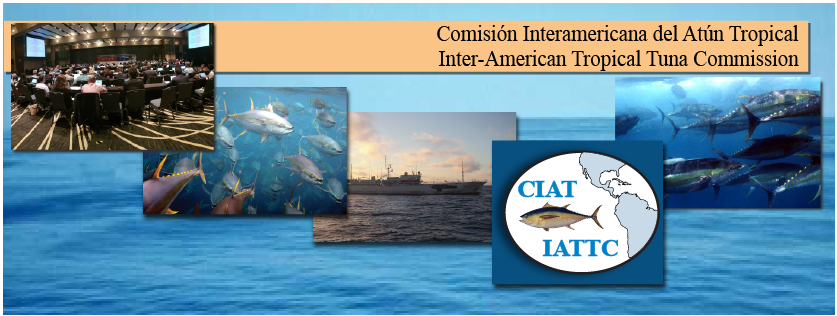 Comisión Interamericana del Atún Tropical
Inter-American Tropical Tuna Commission
CIAT
IATTC